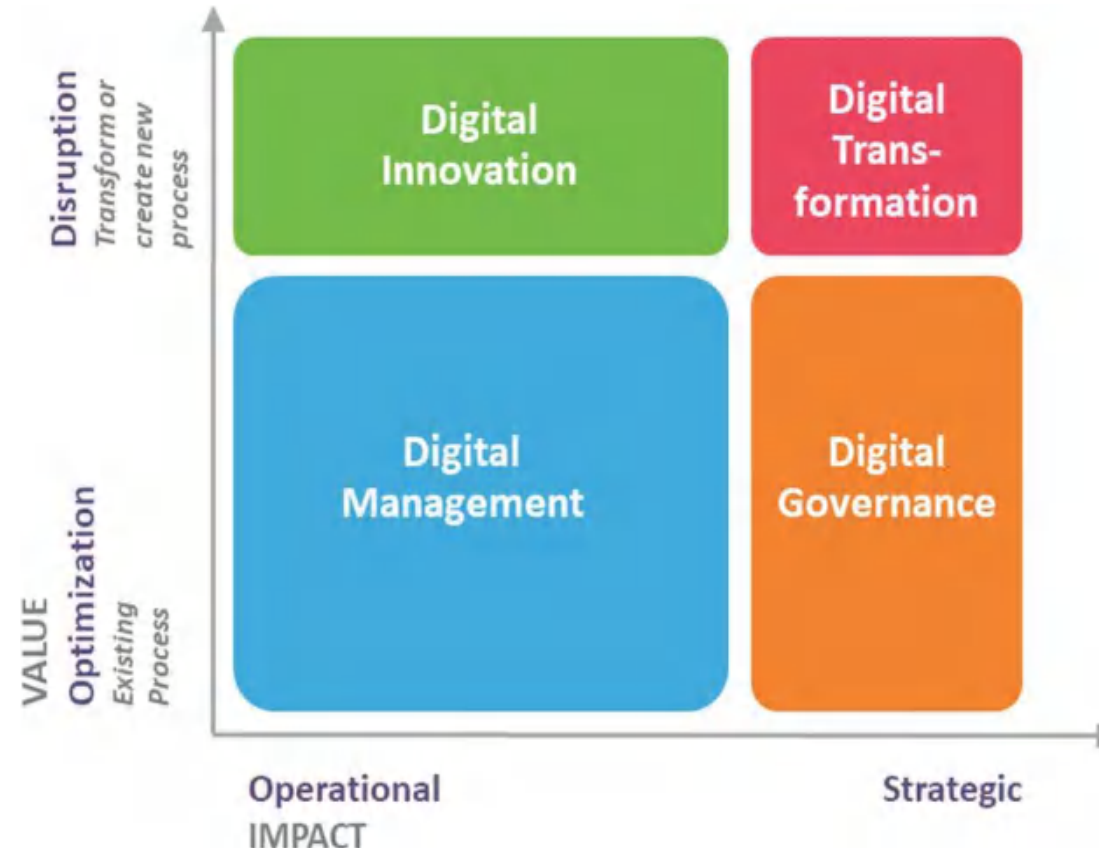 Disruption
Transform or
create new
process
Digital
Innovation
Digital
Trans-
formation
VALUE
Optimization
Existing
Process
Digital
Management
Digital
Governance
Operational
Strategic
IMPACT